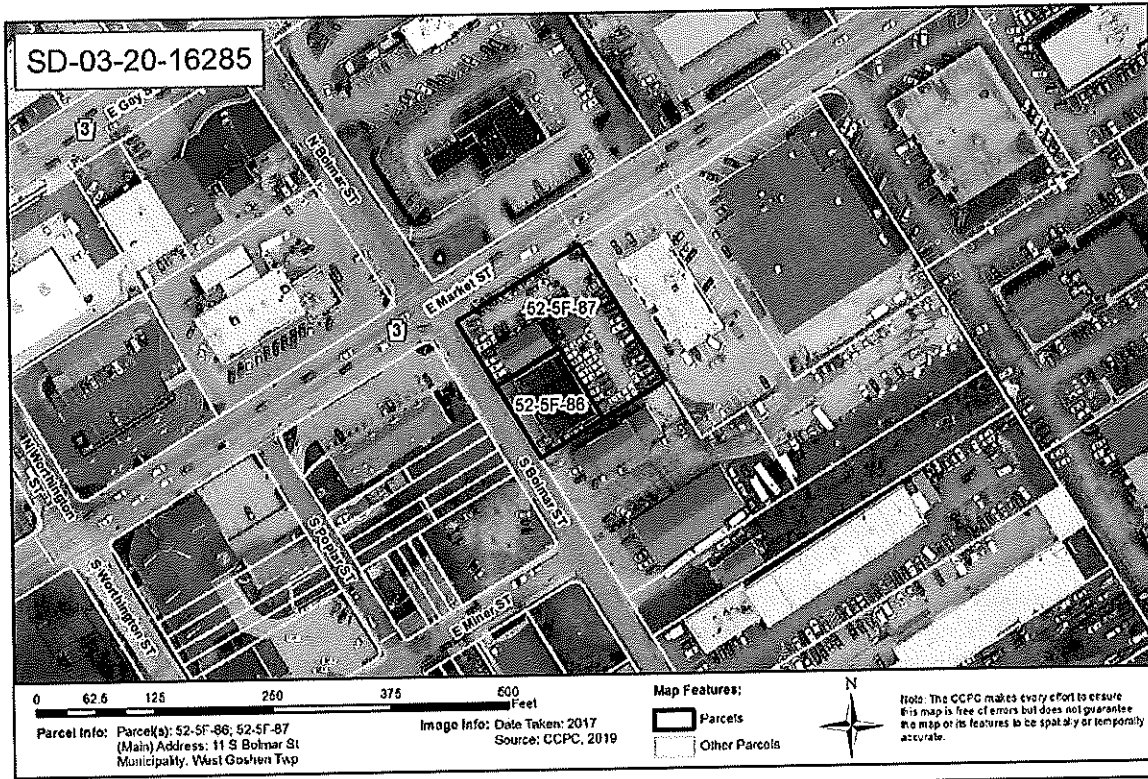 SD-03-20-16285
E Gay
3
N Bolmar ST
E Market ST
3
52-5F-87
52-5F-86
N Worthington ST
S Worthington ST
S Poplar ST
S Bolmar ST
E Miner ST
0 62.5 125 250 375 500
Feet
Parcel Info: Parcel(s): 52-5F-86; 52-5F-87
(Main) Address: 11 S Bolmar St
Municipality: West Goshen Twp
Image Info: Date Taken: 2017
Source: CCPC, 2019
Map Features:
Parcels
Other Parcels
N
Note: The CCPC makes every effort to ensure
this map is free of errors but does not guarantee
the map or its features to be spatially or temporally
accurate.